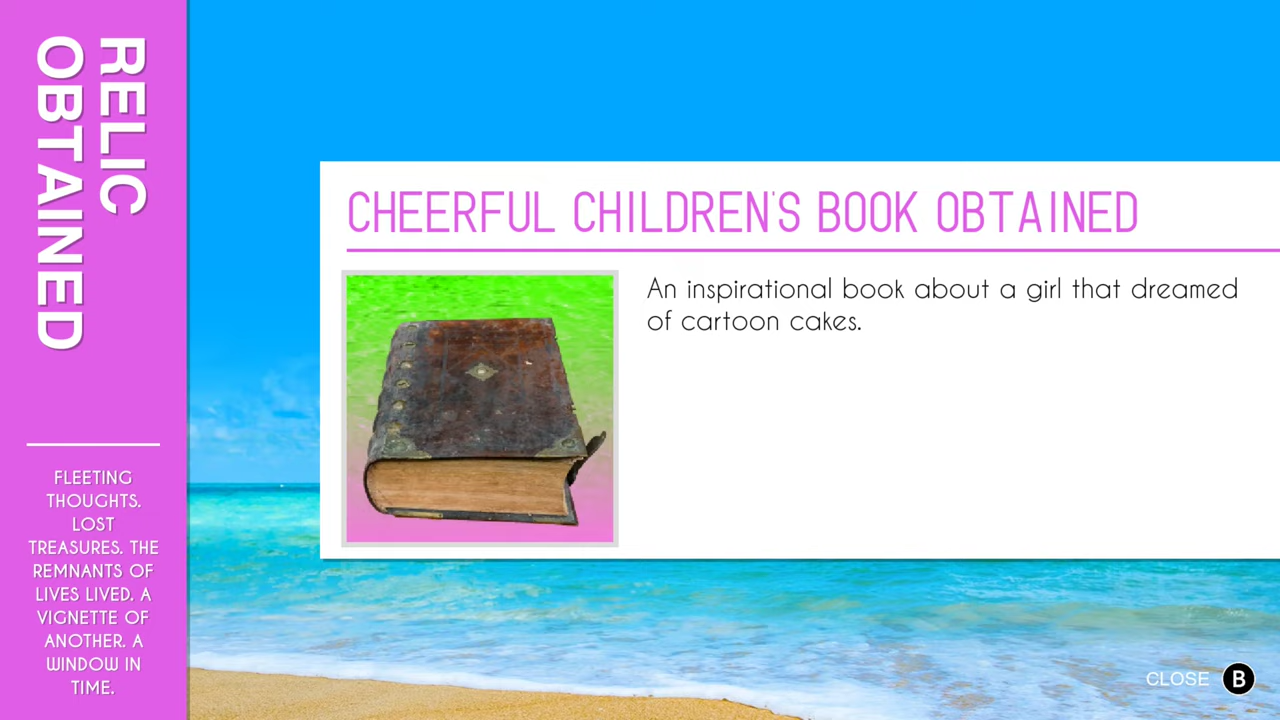 RELIC
OBTAINED
FLEETING
THOUGHTS.
LOST
TREASURES. THE
REMNANTS OF
LIVES LIVED. A
VIGNETTE OF
ANOTHER. A
WINDOW IN
TIME.
CHEERFUL CHILDREN'S BOOK OBTAINED
An inspirational book about a girl that dreamed
of cartoon cakes.
CLOSE B